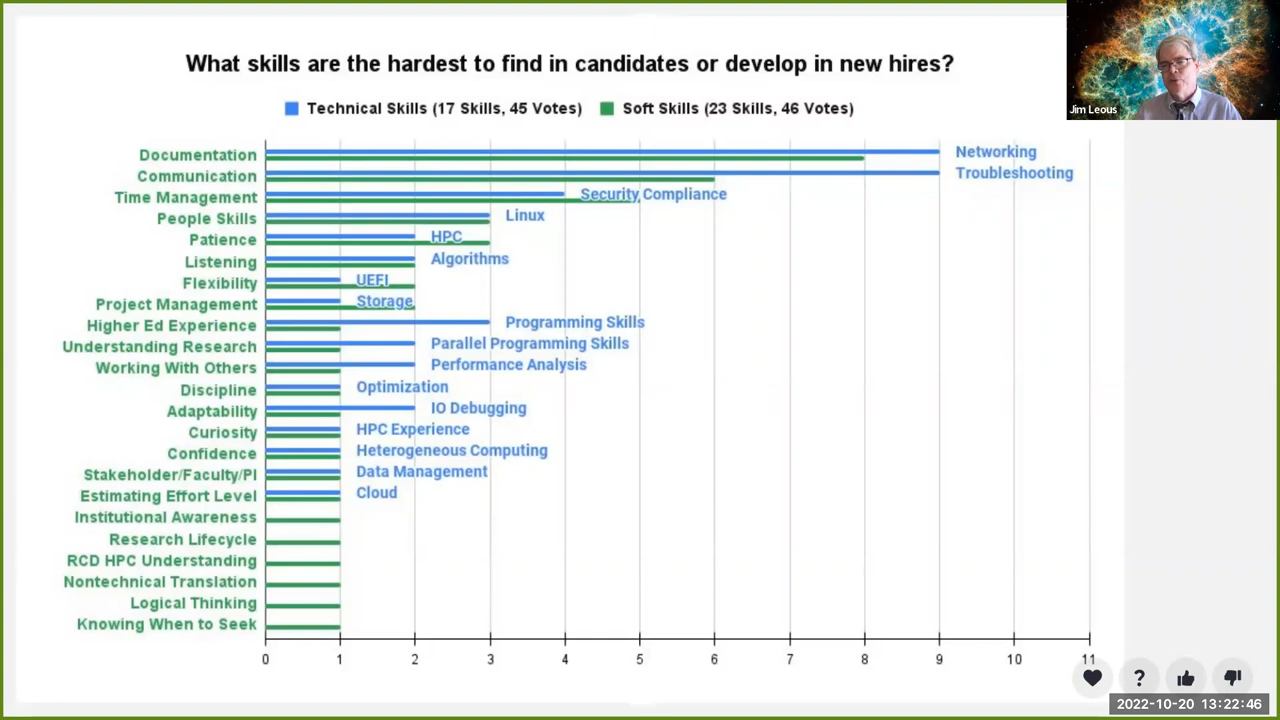 What skills are the hardest to find in candidates or develop in new hires?
Technical Skills (17 Skills, 45 Votes) Soft Skills (23 Skills, 46 Votes)
Jim Leous
Documentation Networking
Communication Troubleshooting
Time Management Security Compliance
People Skills Linux
Patience HPC
Listening Algorithms
Flexibility UEFI
Project Management Storage
Higher Ed Experience Programming Skills
Understanding Research Parallel Programming Skills
Working With Others Performance Analysis
Discipline Optimization
Adaptability IO Debugging
Curiosity HPC Experience
Confidence Heterogeneous Computing
Stakeholder/Faculty/PI Data Management
Estimating Effort Level Cloud
Institutional Awareness
Research Lifecycle
RCD HPC Understanding
Nontechnical Translation
Logical Thinking
Knowing When to Seek
0 1 2 3 4 5 6 7 8 9 10 11
?
2022-10-20 13:22:46